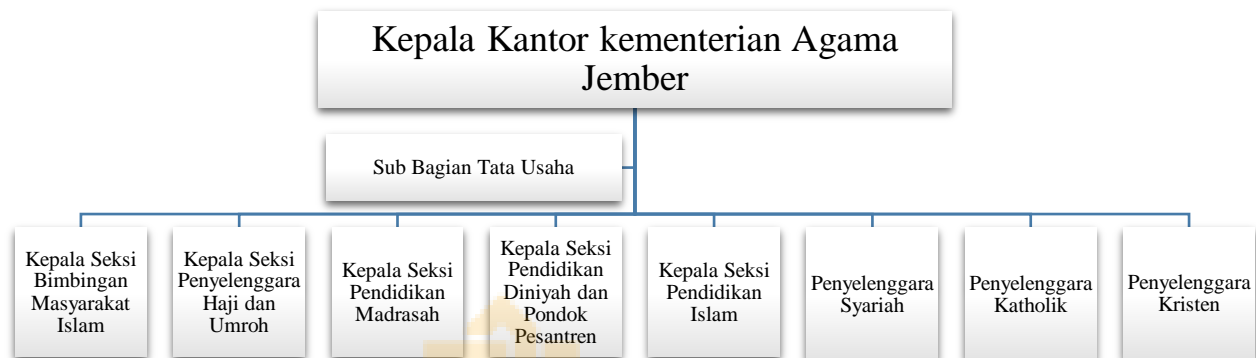 Kepala Kantor kementerian Agama
Jember
Sub Bagian Tata Usaha
Kepala Seksi
Bimbingan
Masyarakat
Islam
Kepala Seksi
Penyelenggara
Haji dan
Umroh
Kepala Seksi
Pendidikan
Madrasah
Kepala Seksi
Pendidikan
Diniyah dan
Pondok
Pesantren
Kepala Seksi
Pendidikan
Islam
Penyelenggara
Syariah
Penyelenggara
Katholik
Penyelenggara
Kristen